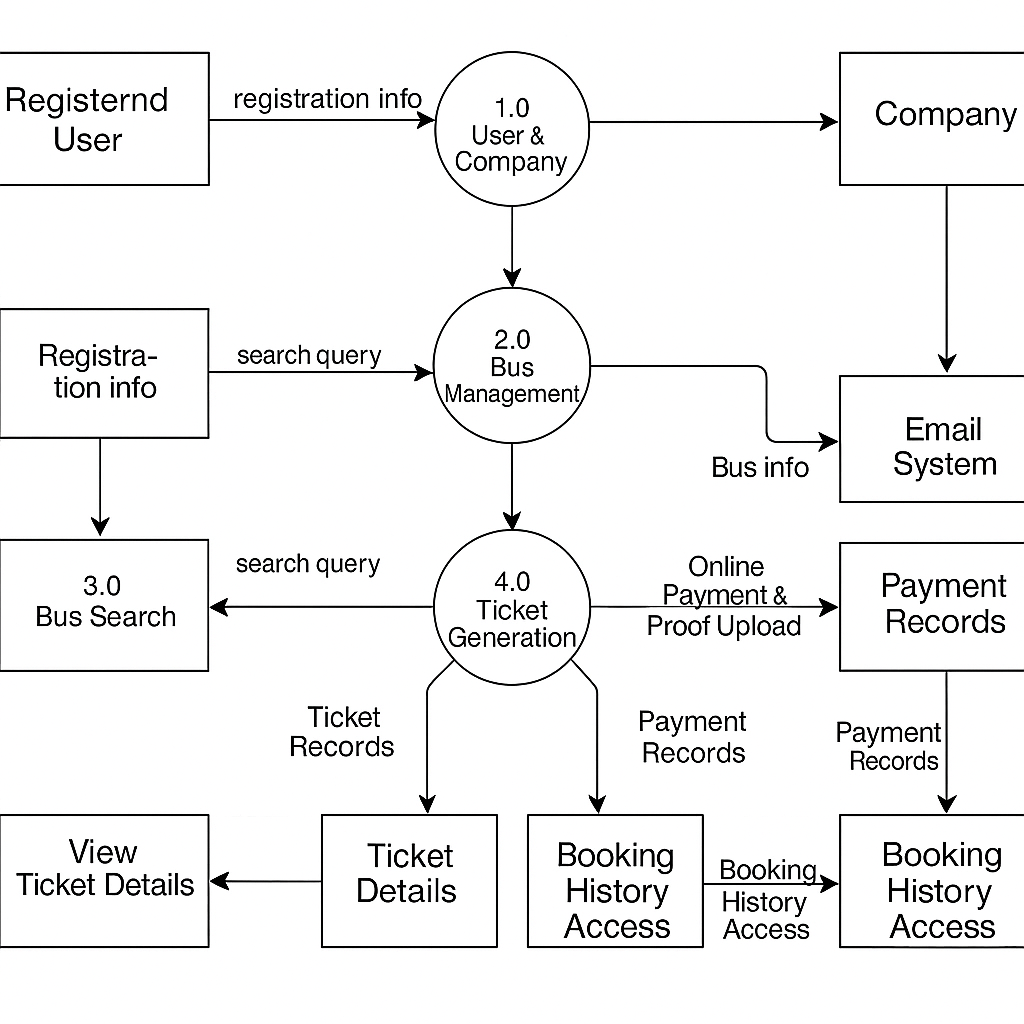 Registernd
User
registration info
1.0
User &
Company
Company
Registra-
tion info
search query
2.0
Bus
Management
Bus info
Email
System
3.0
Bus Search
search query
4.0
Ticket
Generation
Online
Payment &
Proof Upload
Payment
Records
Ticket
Records
Payment
Records
Payment
Records
View
Ticket Details
Ticket
Details
Booking
History
Access
Booking
History
Access
Booking
History
Access